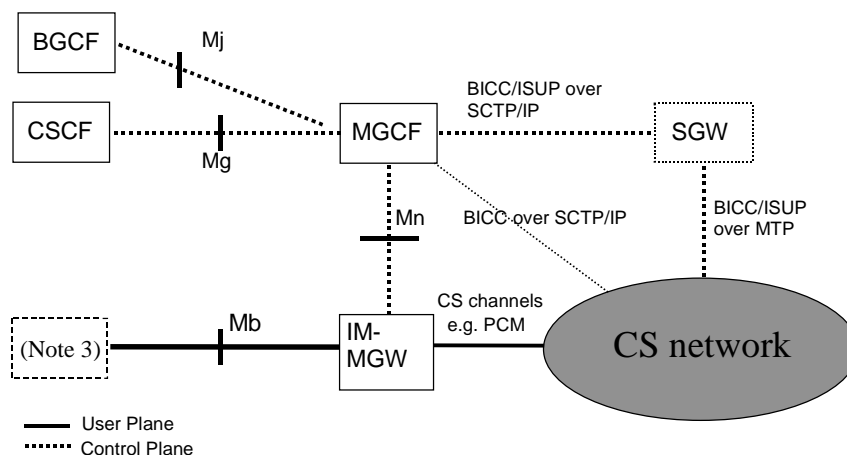 BGCF
Mj
BICC/ISUP over
SCTP/IP
CSCF
Mg
MGCF
SGW
Mn
BICC over SCTP/IP
BICC/ISUP
over MTP
(Note 3)
Mb
IM-
MGW
CS channels
e.g. PCM
CS network
User Plane
Control Plane